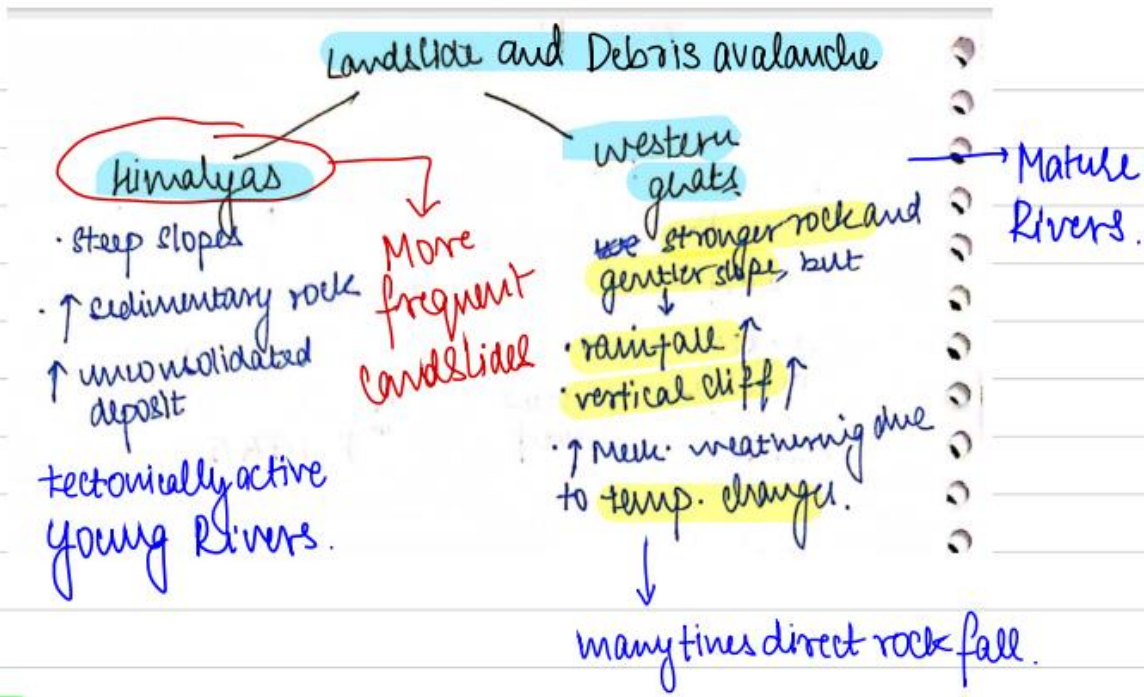 Landslide and Debris avalanche
Himalyas
• Steep slopes
• ↑ sedimentary rock
↑ unconsolidated
deposit
tectonically active
Young Rivers.
More
frequent
landslides
western
ghats
stronger rock and
gentler slope, but
↓
• rainfall ↑
• vertical cliff ↑
• ↑ Mech. weathering due
to temp. changes.
↓
many times direct rock fall.
→ Mature
Rivers.